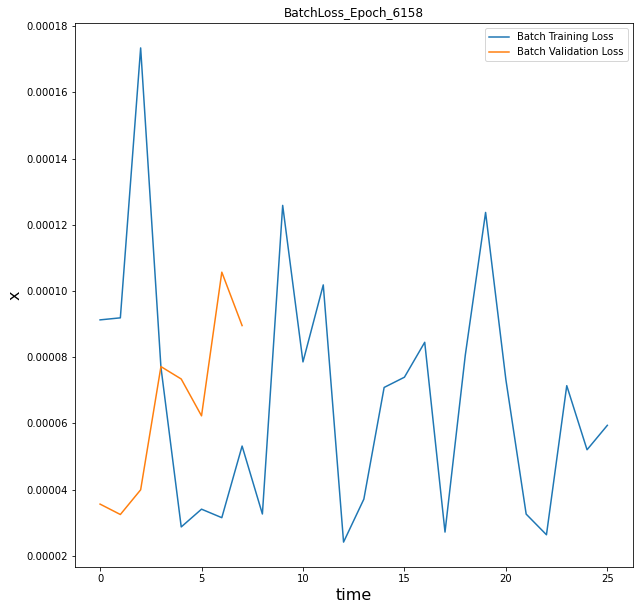 BatchLoss_Epoch_6158
Batch Training Loss
Batch Validation Loss
0.00018
0.00016
0.00014
0.00012
0.00010
0.00008
0.00006
0.00004
0.00002
x
0 5 10 15 20 25
time